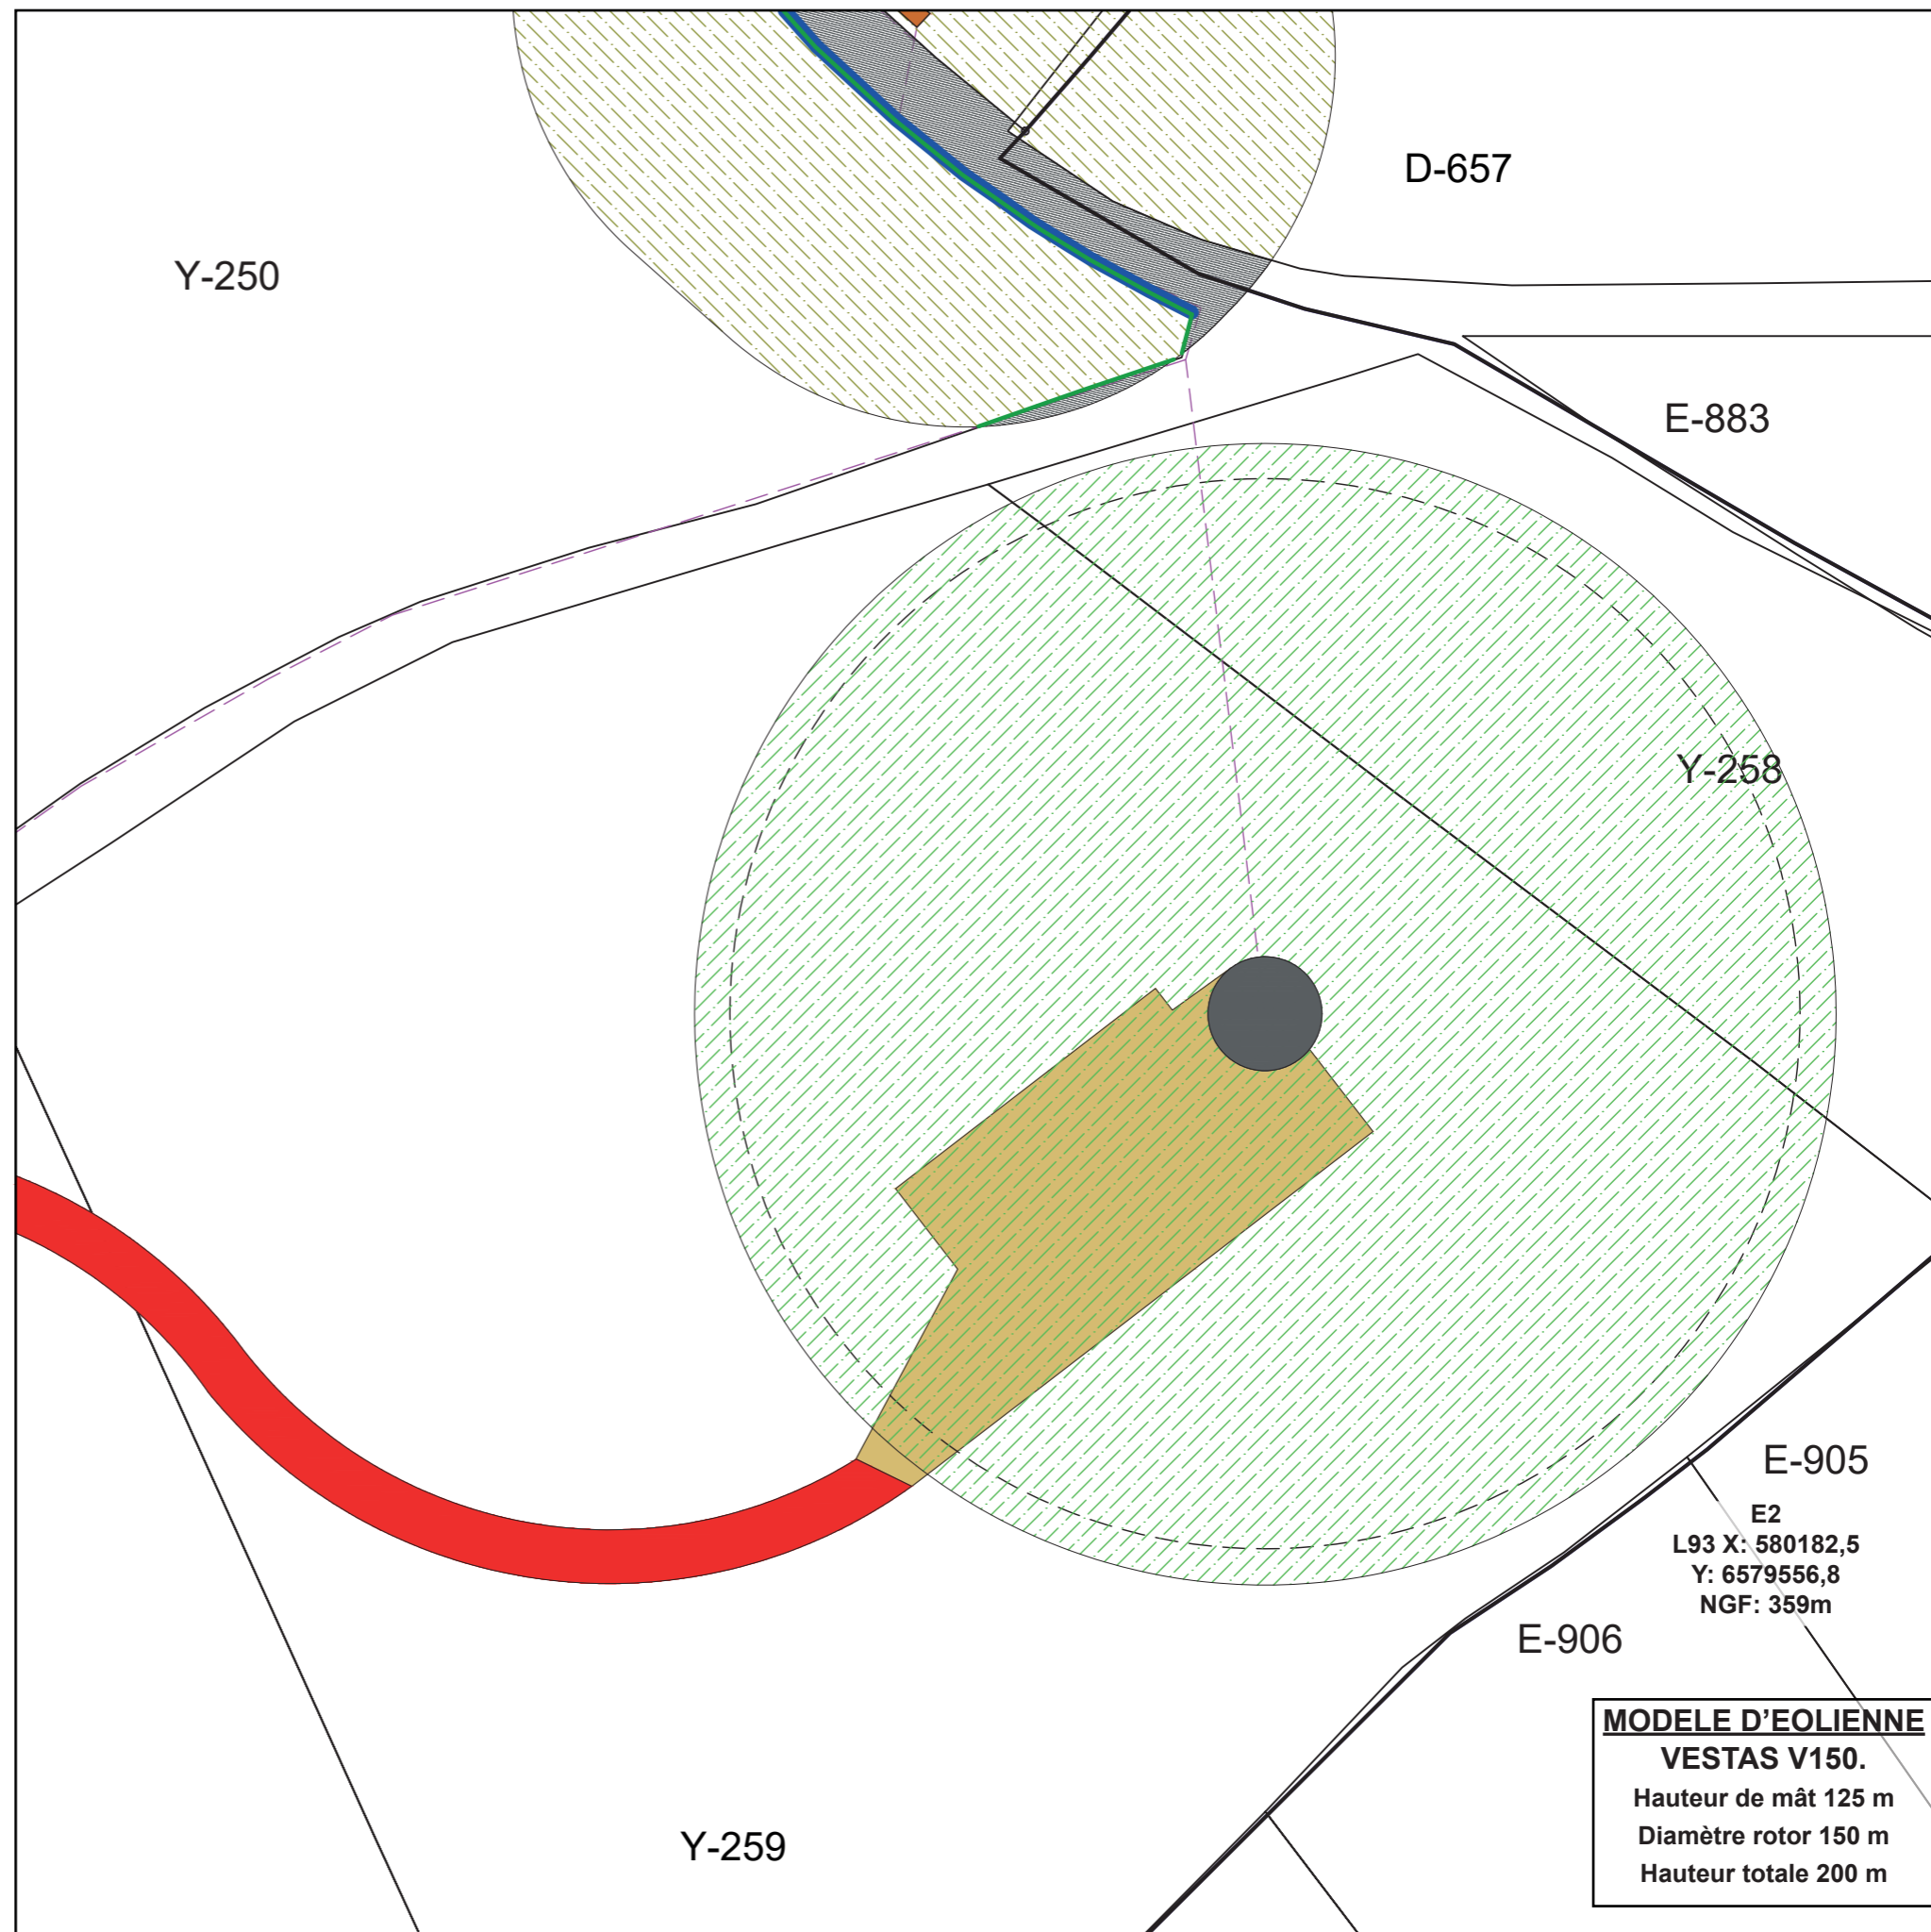 D-657
Y-250
E-883
Y-258
E-905
E2
L93 X: 580182,5
Y: 6579556,8
NGF: 359m
E-906
MODELE D’EOLIENNE
VESTAS V150.
Hauteur de mât 125 m
Diamètre rotor 150 m
Hauteur totale 200 m
Y-259